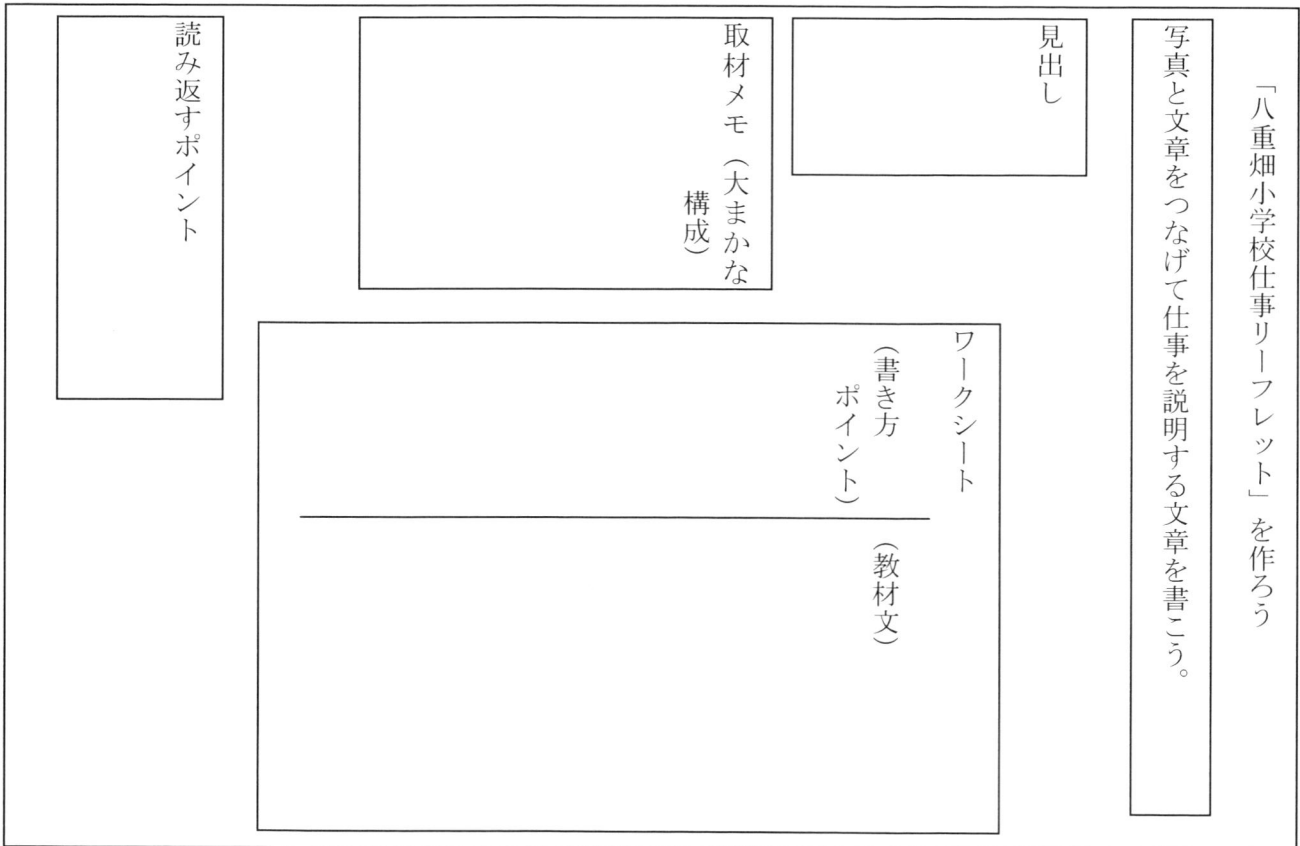 「八重畑小学校仕事リーフレット」を作ろう
写真と文章をつなげて仕事を説明する文章を書こう。
見出し
取材メモ（大まかな
構成）
ワークシート
（書き方
ポイント）
（教材文）
読み返すポイント